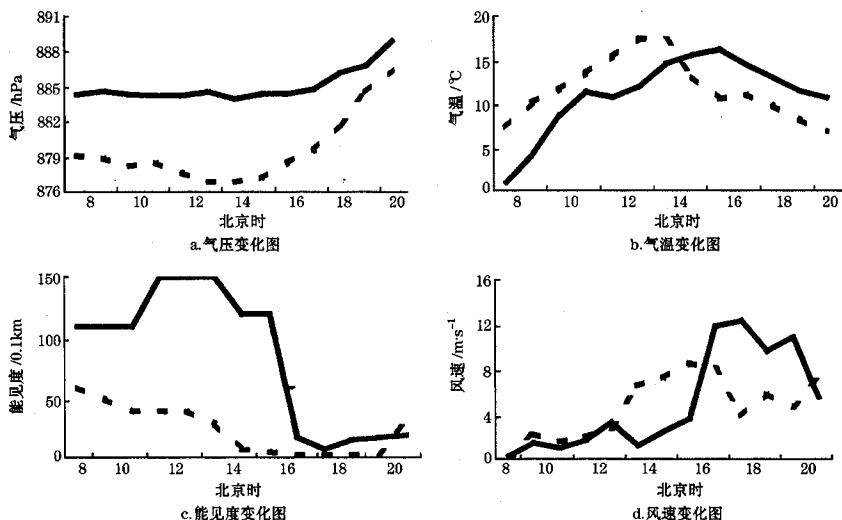 891
888
885
882
879
876
气压/hPa
8 10 12 14 16 18 20
北京时
a.气压变化图
20
15
10
5
0
气温/℃
8 10 12 14 16 18 20
北京时
b.气温变化图
150
100
50
0
能见度/0.1km
8 10 12 14 16 18 20
北京时
c.能见度变化图
16
12
8
4
0
风速/m·s⁻¹
8 10 12 14 16 18 20
北京时
d.风速变化图